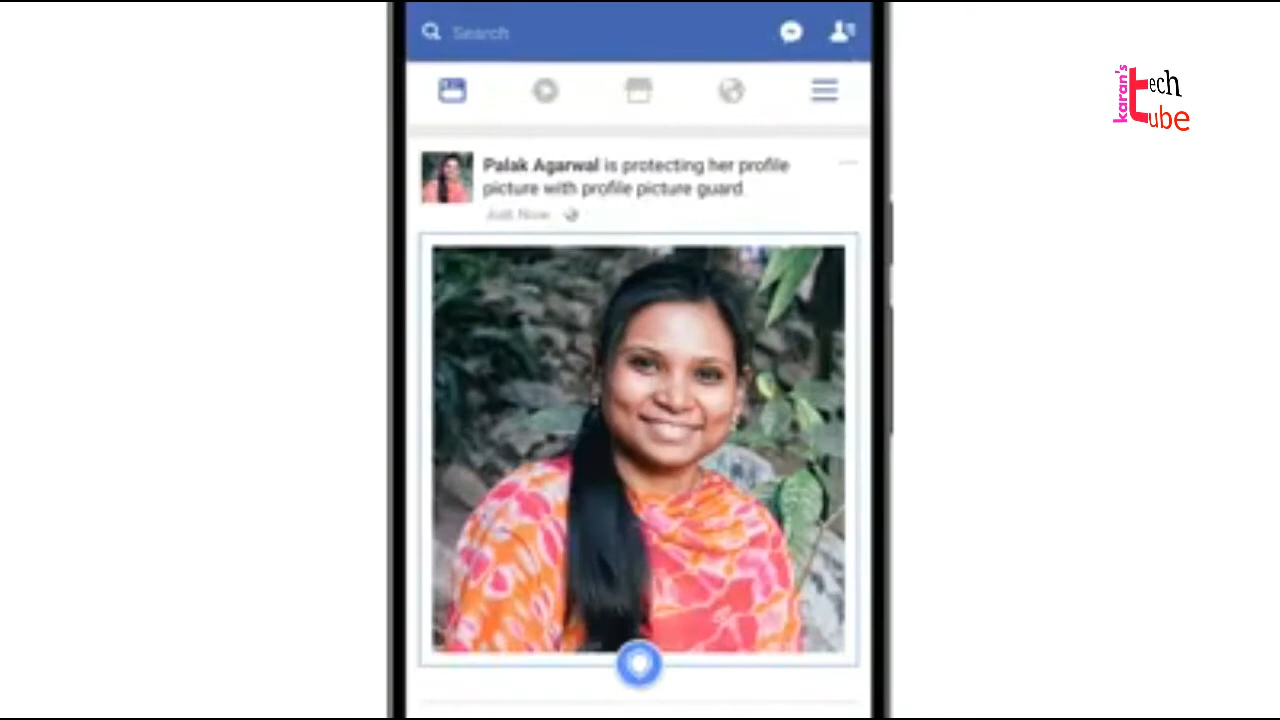 Search
Palak Agarwal is protecting her profile
picture with profile picture guard.
Just Now
karan's
tech
tube